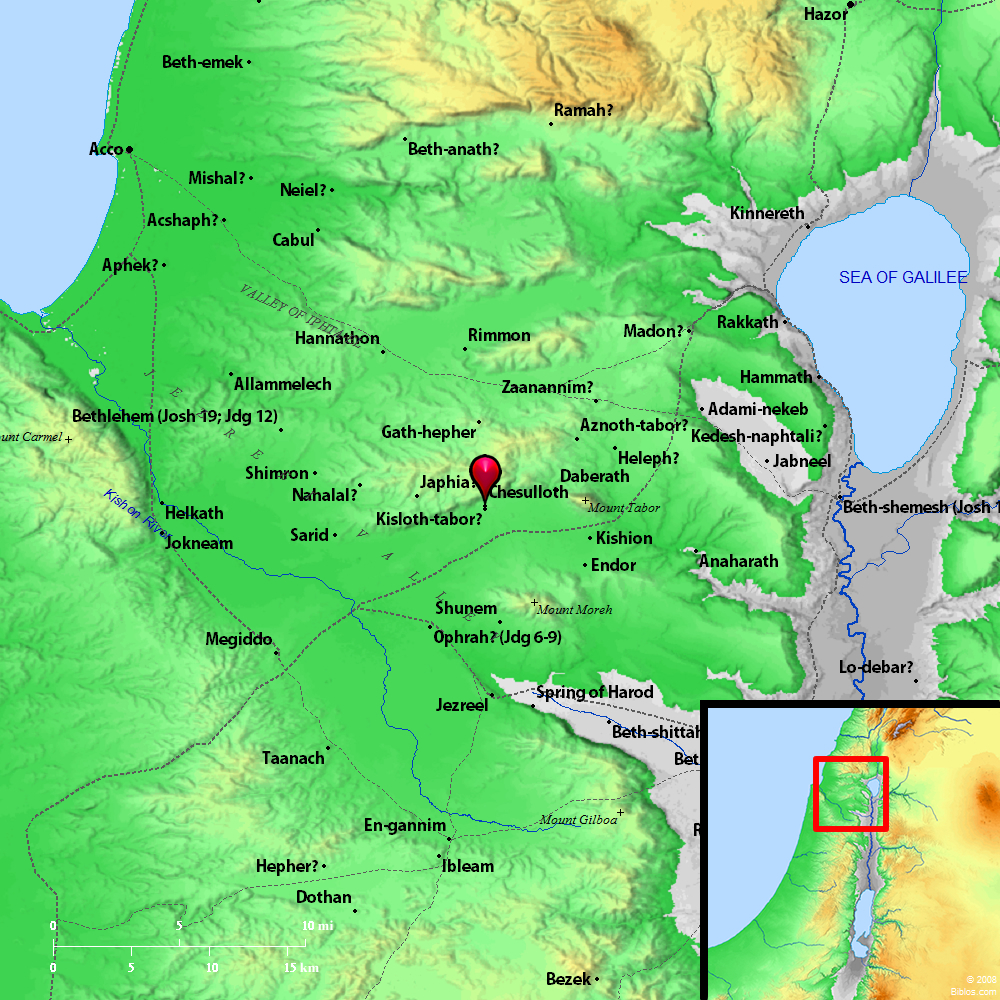 Hazor
Beth-emek
Ramah?
Acco
Beth-anath?
Mishal?
Neiel?
Kinnereth
Acshaph?
Cabul
Aphek?
SEA OF GALILEE
VALLEY OF IPHTAHEL
Rakkath
Madon?
Rimmon
Hannathon
Hammath
Allammelech
Zaanannim?
Adami-nekeb
Bethlehem (Josh 19; Jdg 12)
Aznoth-tabor?
Gath-hepher
Kedesh-naphtali?
unt Carmel
Heleph?
Jabneel
Shimron
Daberath
Japhia?
Nahalal?
Chesulloth
Kishon River
Mount Tabor
Beth-shemesh (Josh 1
Helkath
Kisloth-tabor?
JEZREEL VALLEY
Sarid
Kishion
Jokneam
Anaharath
Endor
Shunem
Mount Moreh
Megiddo
Ophrah? (Jdg 6-9)
Lo-debar?
Spring of Harod
Jezreel
Beth-shittah
Taanach
Bet
Mount Gilboa
En-gannim
R
Hepher?
Ibleam
Dothan
0 5 10 mi
0 5 10 15 km
Bezek
© 2008
Biblos.com